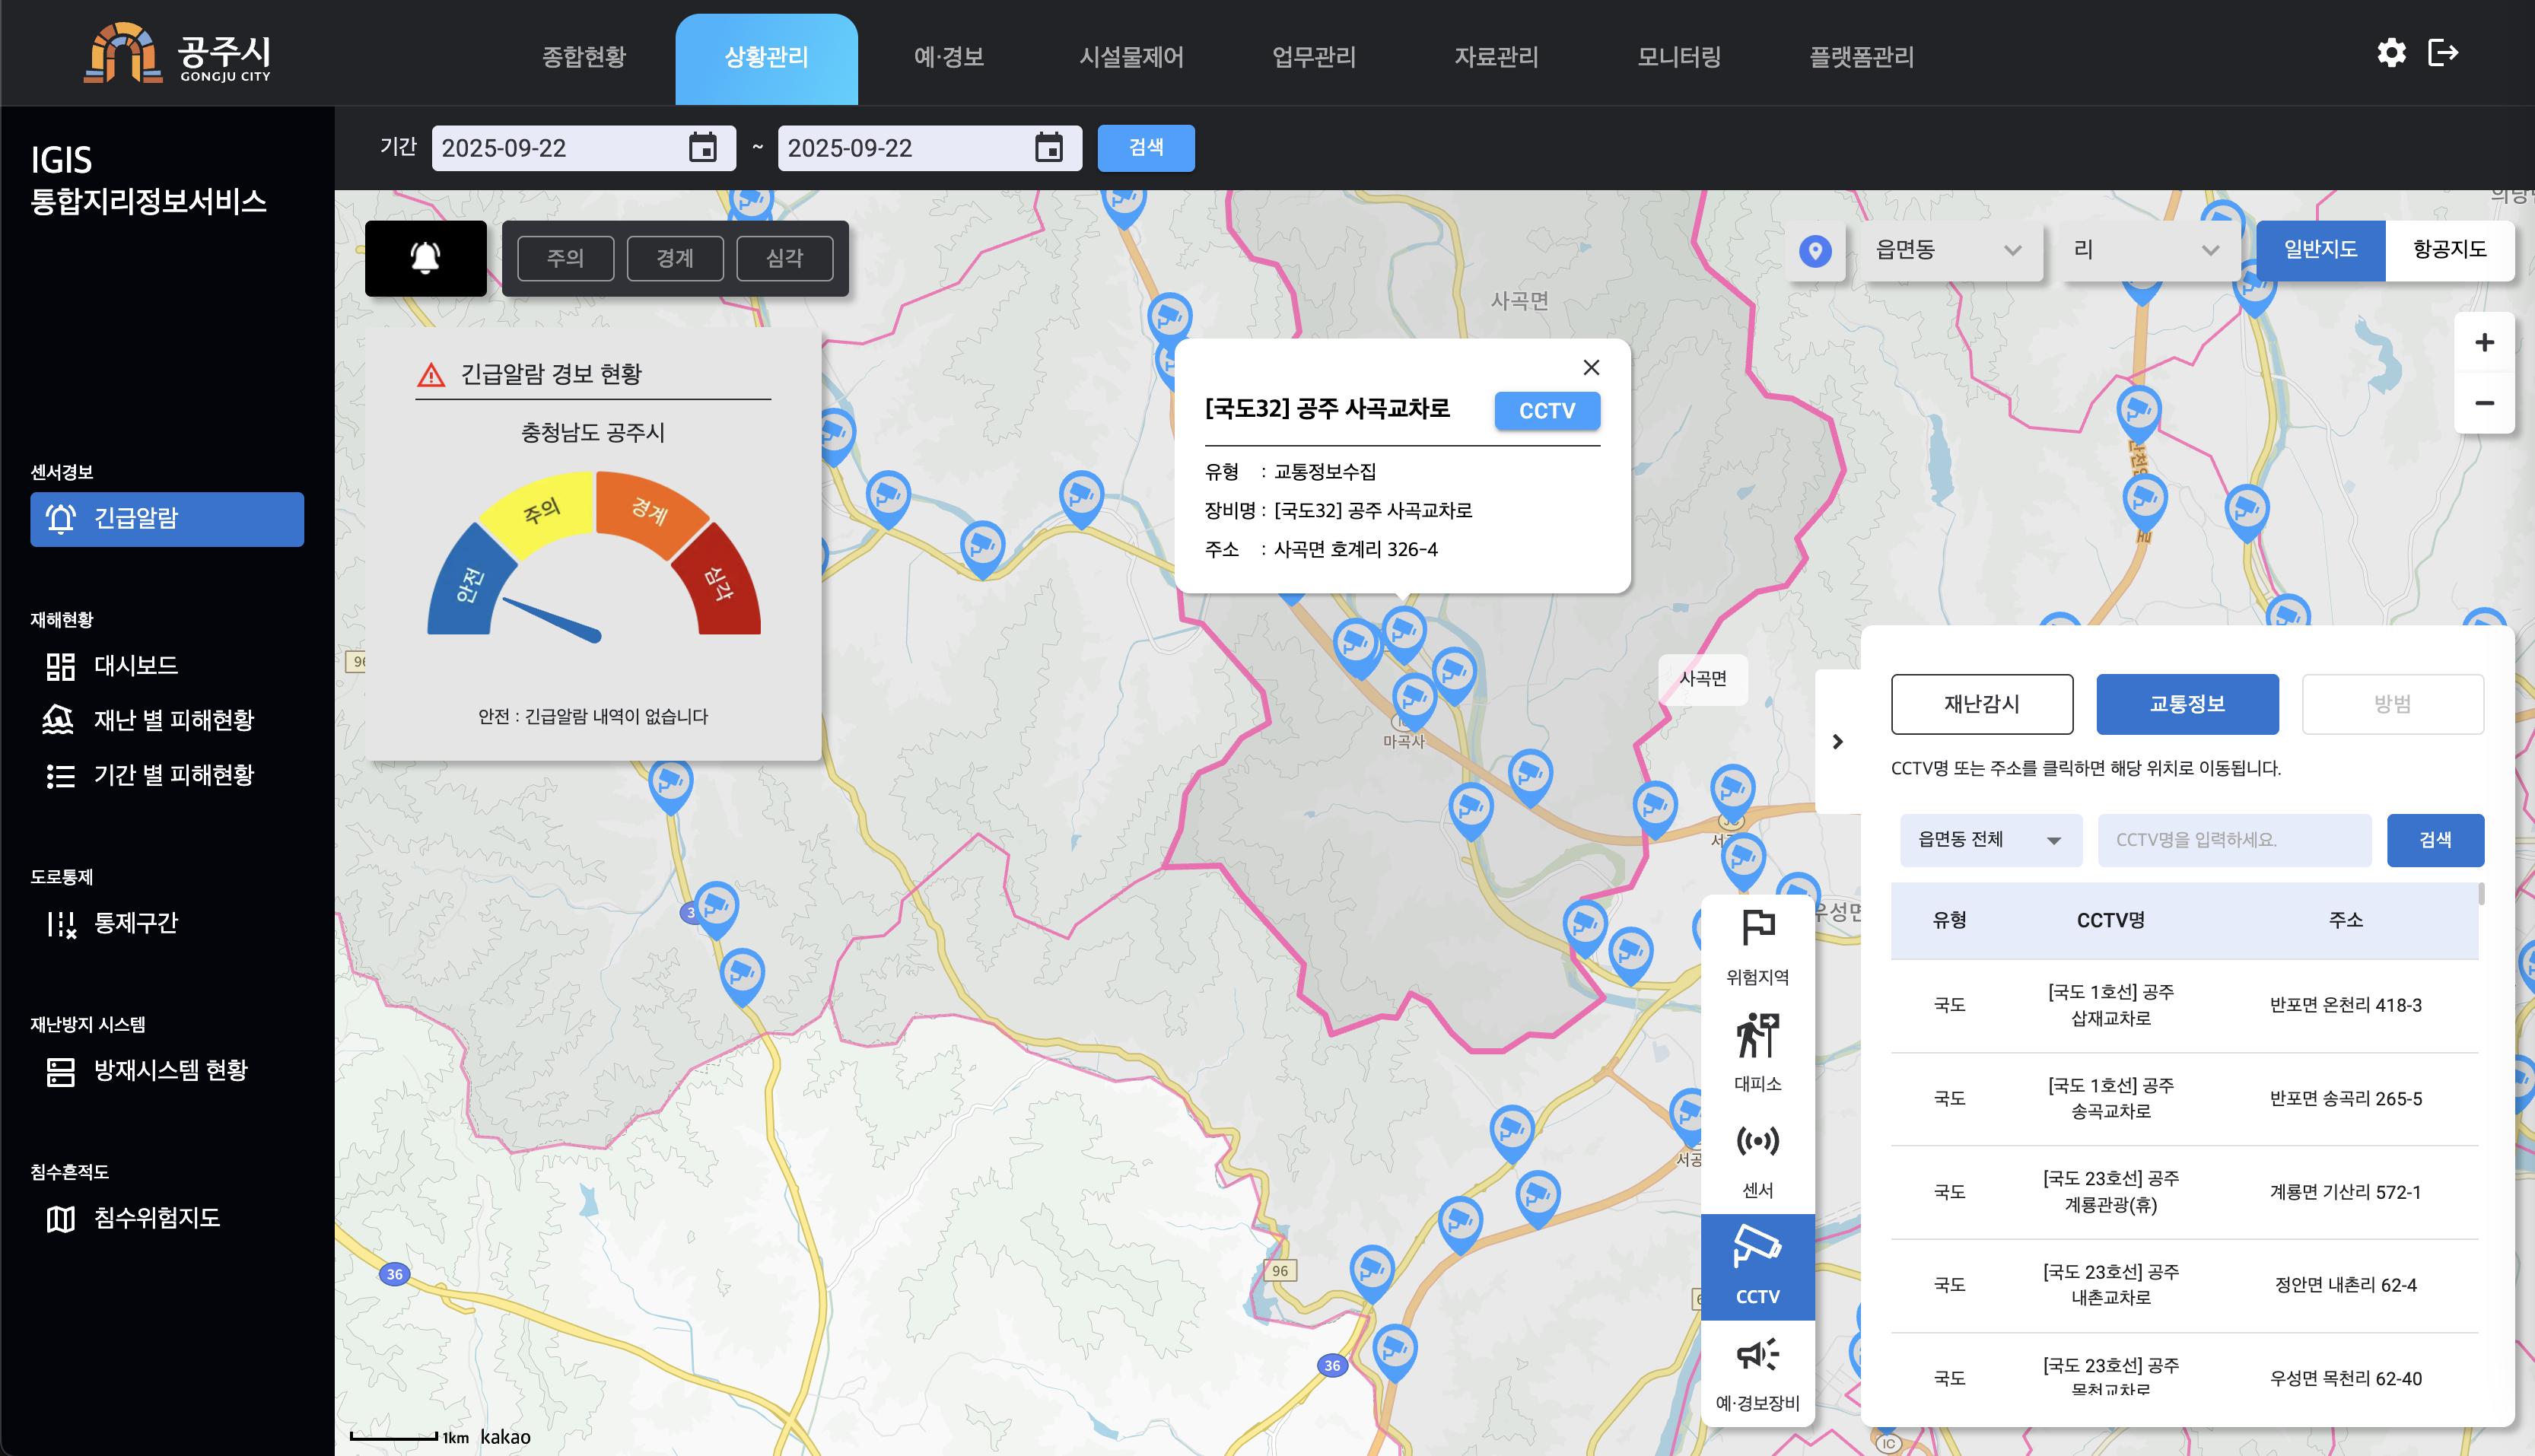 공주시
GONGJU CITY
종합현황
상황관리
예·경보
시설물제어
업무관리
자료관리
모니터링
플랫폼관리
IGIS
통합지리정보서비스
센서경보
긴급알람
재해현황
대시보드
재난 별 피해현황
기간 별 피해현황
도로통제
통제구간
재난방지 시스템
방재시스템 현황
침수흔적도
침수위험지도
기간
2025-09-22
~
2025-09-22
검색
주의
경계
심각
긴급알람 경보 현황
충청남도 공주시
안전
주의
경계
심각
안전 : 긴급알람 내역이 없습니다
읍면동
리
일반지도
항공지도
+
−
사곡면
[국도32] 공주 사곡교차로
CCTV
유형 : 교통정보수집
장비명 : [국도32] 공주 사곡교차로
주소 : 사곡면 호계리 326-4
마곡사
사곡면
우성면
96
36
36
IC
1km
kakao
위험지역
대피소
센서
CCTV
예·경보장비
재난감시
교통정보
방범
CCTV명 또는 주소를 클릭하면 해당 위치로 이동됩니다.
읍면동 전체
CCTV명을 입력하세요.
검색
유형 CCTV명 주소
국도 [국도 1호선] 공주 삽재교차로 반포면 온천리 418-3
국도 [국도 1호선] 공주 송곡교차로 반포면 송곡리 265-5
국도 [국도 23호선] 공주 계룡관광(휴) 계룡면 기산리 572-1
국도 [국도 23호선] 공주 내촌교차로 정안면 내촌리 62-4
국도 [국도 23호선] 공주 목천교차로 우성면 목천리 62-40